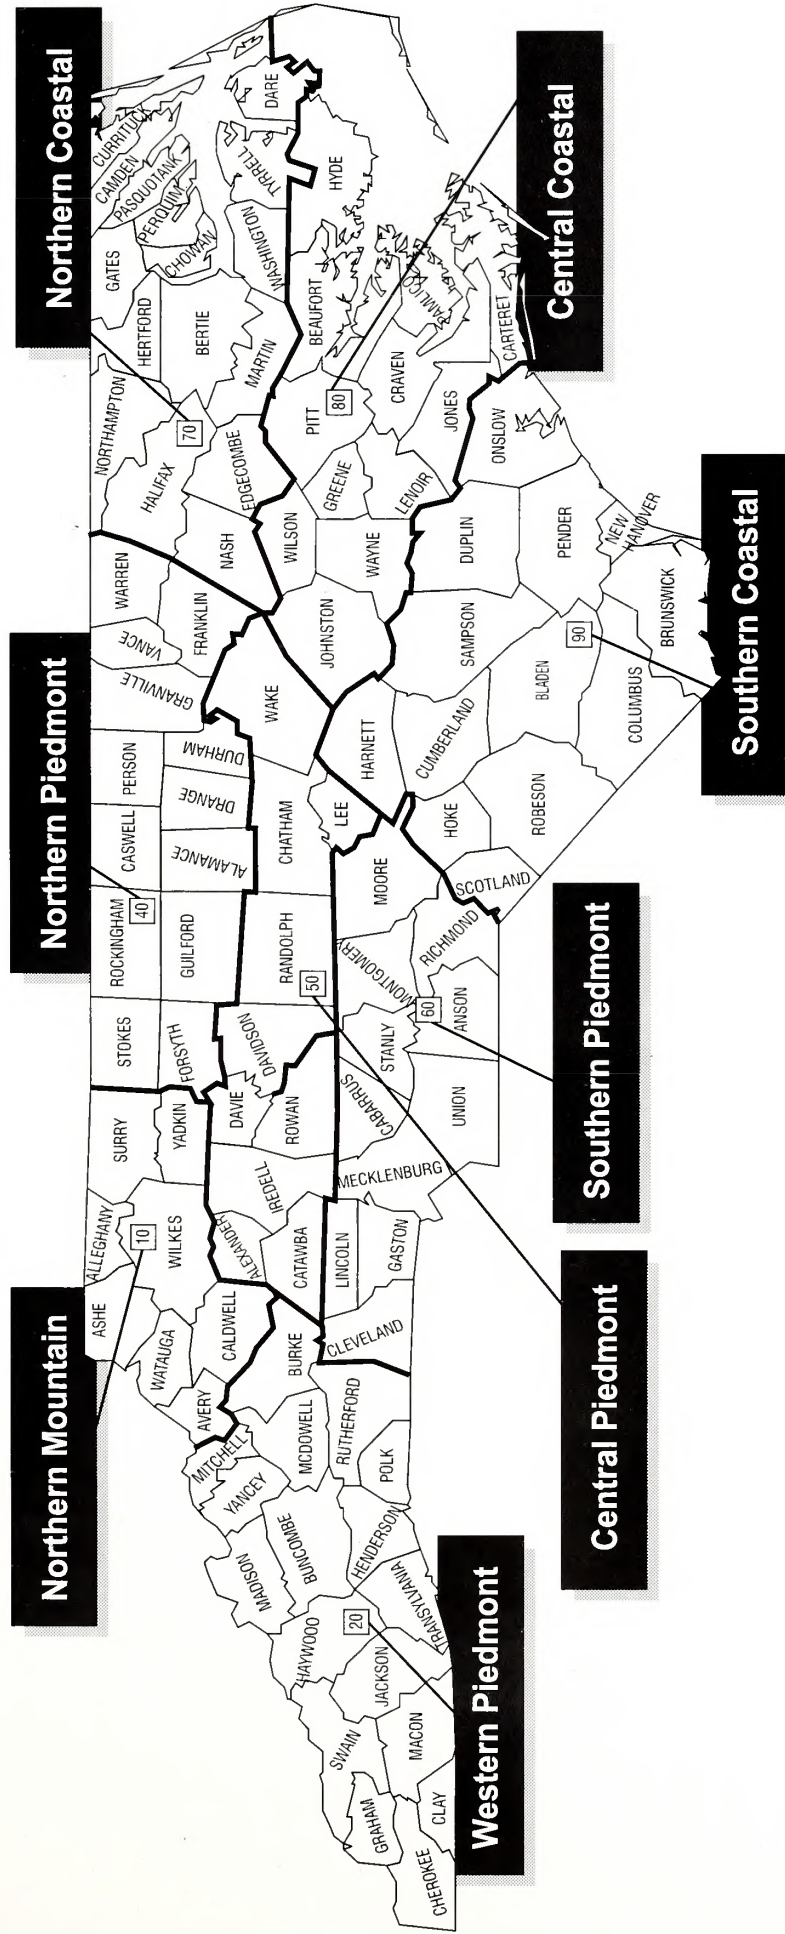 Northern Mountain
Northern Piedmont
Northern Coastal
ASHE
ALLEGHANY
SURRY
STOKES
ROCKINGHAM
CASWELL
PERSON
GRANVILLE
VANCE
WARREN
NORTHAMPTON
HERTFORD
GATES
CAMDEN
CURRITUCK
PASQUOTANK
PERQUIM
CHOWAN
10
40
70
WATAUGA
WILKES
YADKIN
FORSYTH
GUILFORD
ALAMANCE
DRANGE
DURHAM
FRANKLIN
HALIFAX
BERTIE
AVERY
CALDWELL
ALEXANDER
DAVIE
NASH
EDGECOMBE
MARTIN
WASHINGTON
TYRRELL
DARE
MITCHELL
YANCEY
MADISON
BUNCOMBE
MCDOWELL
BURKE
CATAWBA
IREDELL
ROWAN
DAVIDSON
RANDOLPH
50
CHATHAM
WAKE
JOHNSTON
WILSON
PITT
80
BEAUFORT
HYDE
HAYWOOD
20
HENDERSON
POLK
RUTHERFORD
CLEVELAND
LINCOLN
GASTON
MECKLENBURG
CABARRUS
STANLY
MONTGOMERY
MOORE
LEE
HARNETT
WAYNE
GREENE
LENOIR
CRAVEN
PAMLICO
SWAIN
JACKSON
TRANSYLVANIA
GRAHAM
MACON
CHEROKEE
CLAY
UNION
ANSON
60
RICHMOND
SCOTLAND
HOKE
CUMBERLAND
SAMPSON
DUPLIN
JONES
ONSLOW
CARTERET
ROBESON
BLADEN
90
PENDER
NEW
HANOVER
COLUMBUS
BRUNSWICK
Western Piedmont
Central Piedmont
Southern Piedmont
Southern Coastal
Central Coastal